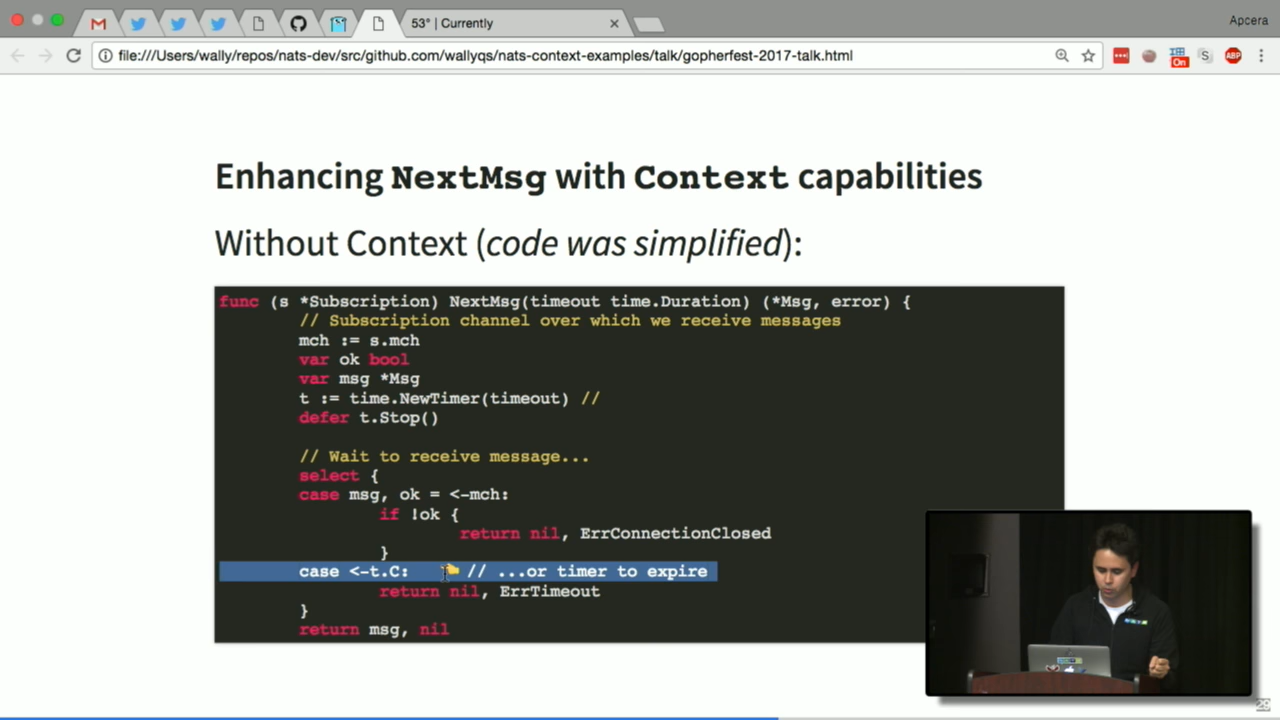 53° | Currently
Apcera
file:///Users/wally/repos/nats-dev/src/github.com/wallyqs/nats-context-examples/talk/gopherfest-2017-talk.html
On
S
ABP
Enhancing NextMsg with Context capabilities
Without Context (code was simplified):
func (s *Subscription) NextMsg(timeout time.Duration) (*Msg, error) {
// Subscription channel over which we receive messages
mch := s.mch
var ok bool
var msg *Msg
t := time.NewTimer(timeout) //
defer t.Stop()
// Wait to receive message...
select {
case msg, ok = <-mch:
if !ok {
return nil, ErrConnectionClosed
}
case <-t.C: 👈 // ...or timer to expire
return nil, ErrTimeout
}
return msg, nil